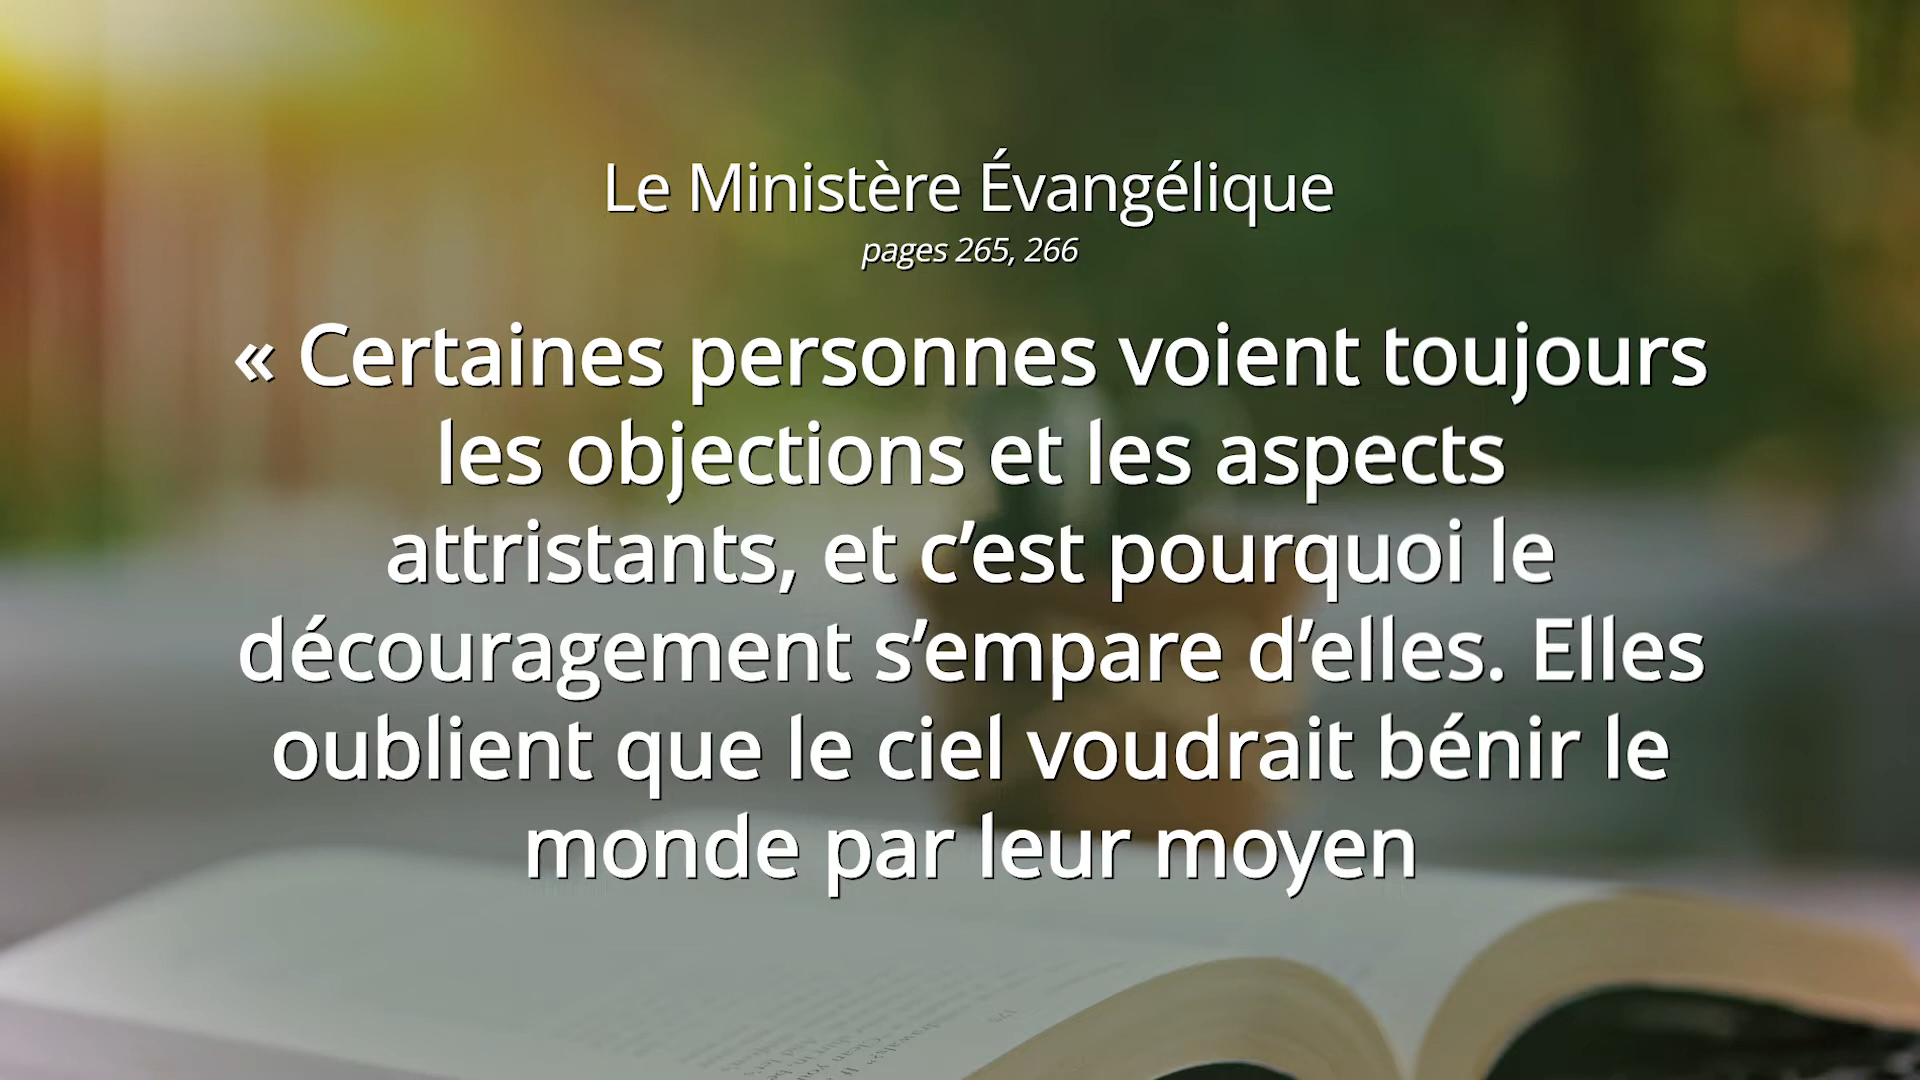 Le Ministère Évangélique
pages 265, 266
« Certaines personnes voient toujours
les objections et les aspects
attristants, et c’est pourquoi le
découragement s’empare d’elles. Elles
oublient que le ciel voudrait bénir le
monde par leur moyen